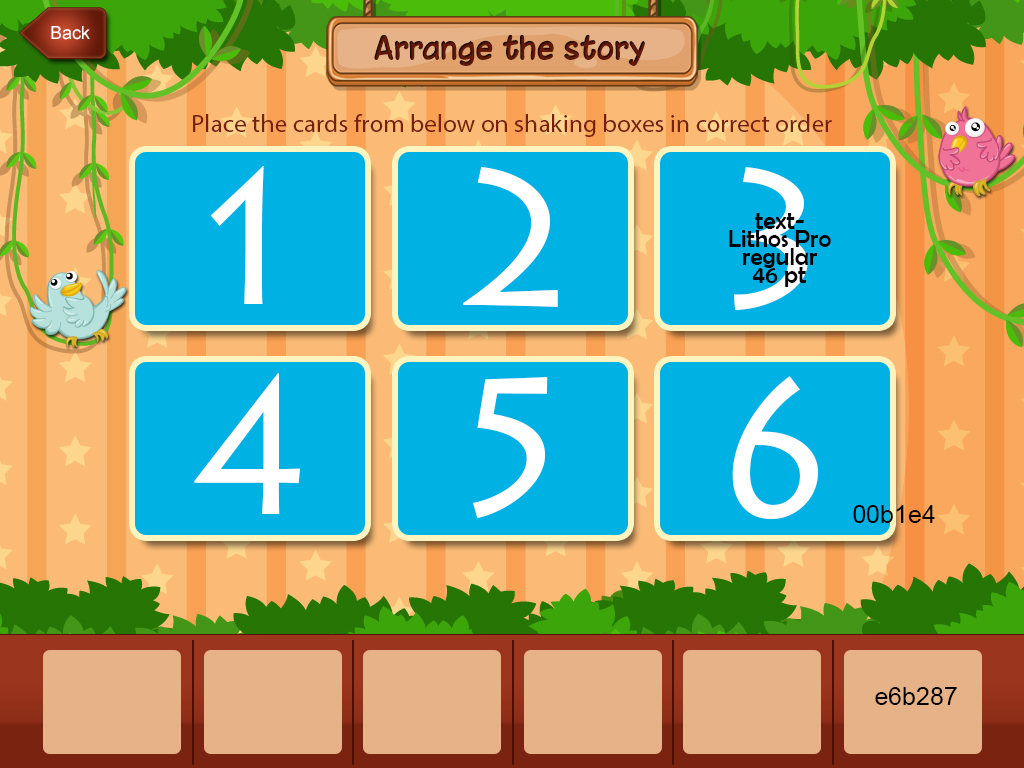 Back
Arrange the story
Place the cards from below on shaking boxes in correct order
1
2
3
text-
Lithos Pro
regular
46 pt
4
5
6
00b1e4
e6b287